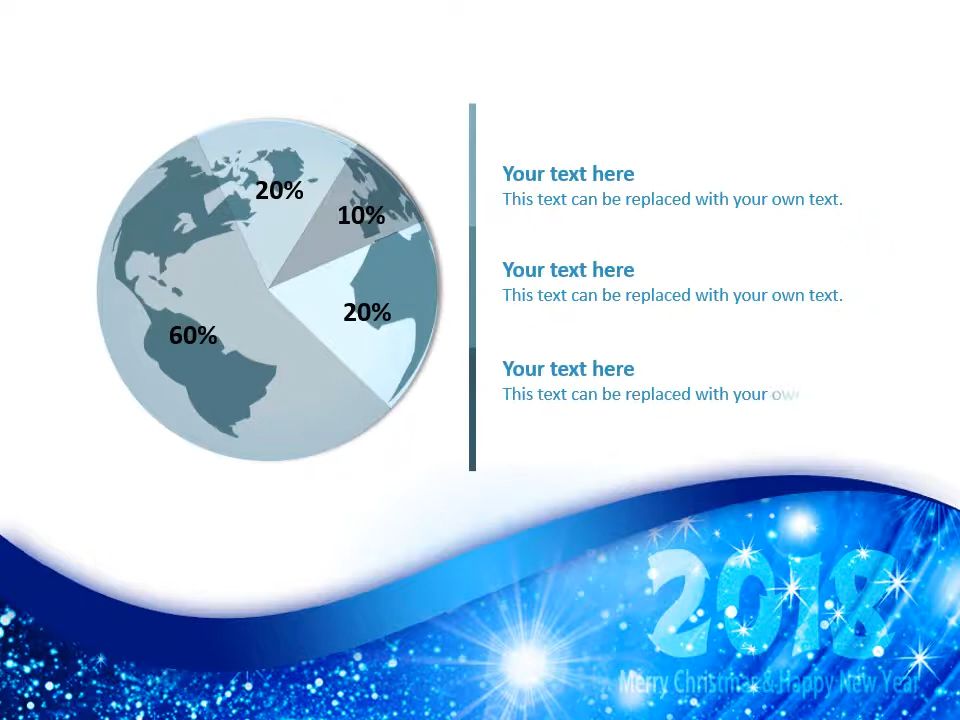 20%
10%
20%
60%
Your text here
This text can be replaced with your own text.
Your text here
This text can be replaced with your own text.
Your text here
This text can be replaced with your
2018
Merry Christmas & Happy New Year